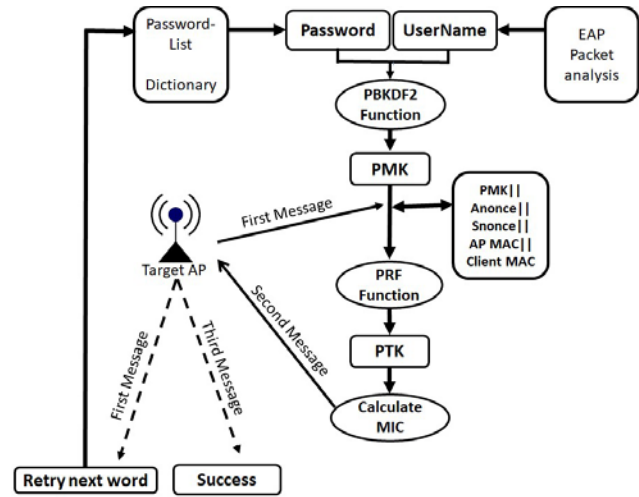 Password-
List
Dictionary
Password
UserName
EAP
Packet
analysis
PBKDF2
Function
PMK
First Message
PMK||
Anonce||
Snonce||
AP MAC||
Client MAC
Target AP
PRF
Function
Second Message
PTK
First Message
Third Message
Calculate
MIC
Retry next word
Success